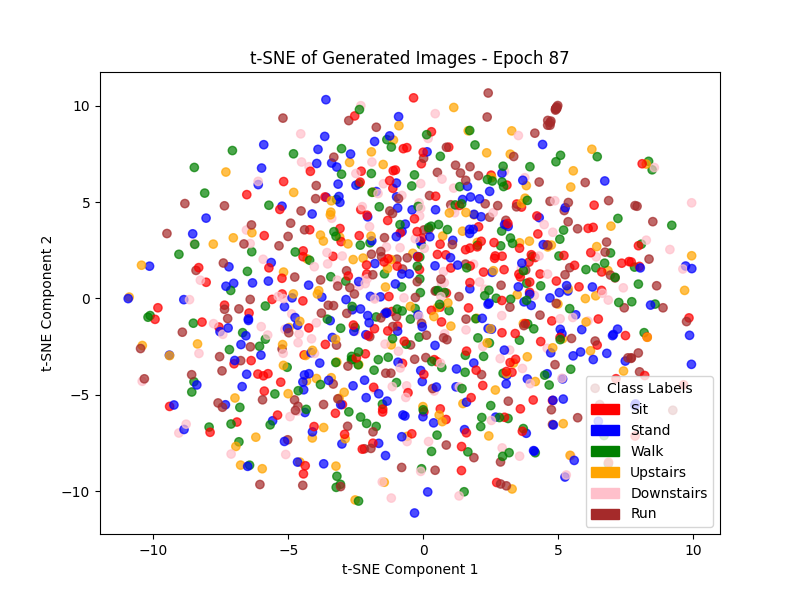 t-SNE of Generated Images - Epoch 87
t-SNE Component 2
10
5
0
−5
−10
−10
−5
0
5
10
t-SNE Component 1
Class Labels
Sit
Stand
Walk
Upstairs
Downstairs
Run